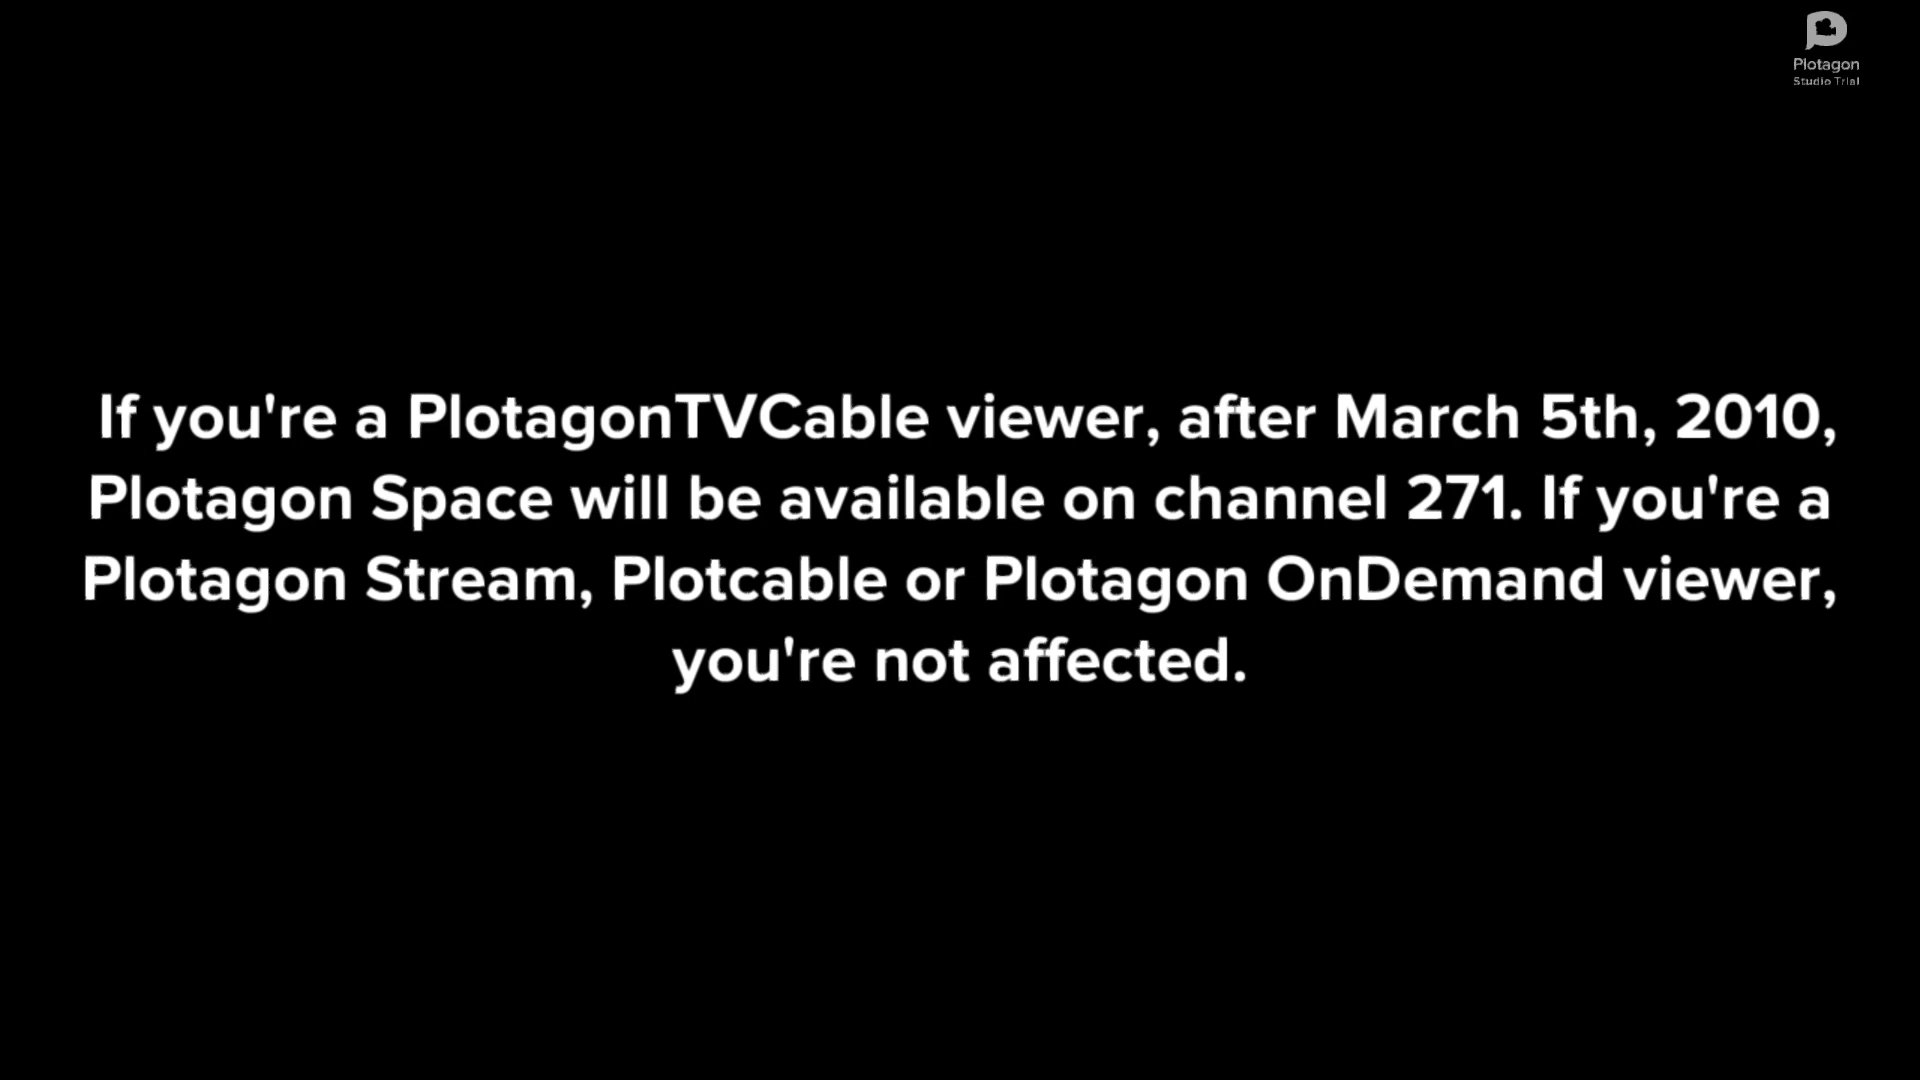 Plotagon
Studio Trial
If you're a PlotagonTVCable viewer, after March 5th, 2010,
Plotagon Space will be available on channel 271. If you're a
Plotagon Stream, Plotcable or Plotagon OnDemand viewer,
you're not affected.